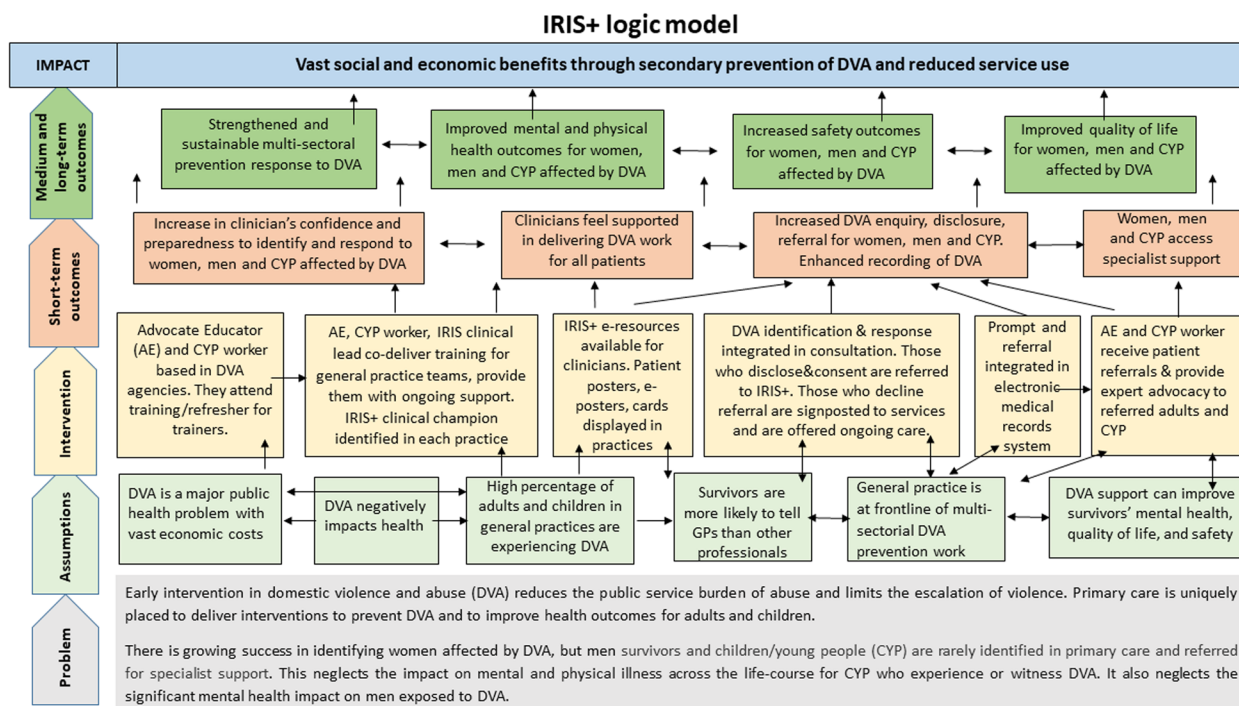 IRIS+ logic model
IMPACT
Vast social and economic benefits through secondary prevention of DVA and reduced service use
Medium and
long-term
outcomes
Strengthened and
sustainable multi-sectoral
prevention response to DVA
Improved mental and physical
health outcomes for women,
men and CYP affected by DVA
Increased safety outcomes
for women, men and CYP
affected by DVA
Improved quality of life
for women, men and CYP
affected by DVA
Short-term
outcomes
Increase in clinician's confidence and
preparedness to identify and respond to
women, men and CYP affected by DVA
Clinicians feel supported
in delivering DVA work
for all patients
Increased DVA enquiry, disclosure,
referral for women, men and CYP.
Enhanced recording of DVA
Women, men
and CYP access
specialist support
Intervention
Advocate Educator
(AE) and CYP worker
based in DVA
agencies. They attend
training/refresher for
trainers.
AE, CYP worker, IRIS clinical
lead co-deliver training for
general practice teams, provide
them with ongoing support.
IRIS+ clinical champion
identified in each practice
IRIS+ e-resources
available for
clinicians. Patient
posters, e-
posters, cards
displayed in
practices
DVA identification & response
integrated in consultation. Those
who disclose&consent are referred
to IRIS+. Those who decline
referral are signposted to services
and are offered ongoing care.
Prompt and
referral
integrated in
electronic
medical
records
system
AE and CYP worker
receive patient
referrals & provide
expert advocacy to
referred adults and
CYP
Assumptions
DVA is a major public
health problem with
vast economic costs
DVA negatively
impacts health
High percentage of
adults and children in
general practices are
experiencing DVA
Survivors are
more likely to tell
GPs than other
professionals
General practice is
at frontline of multi-
sectorial DVA
prevention work
DVA support can improve
survivors' mental health,
quality of life, and safety
Problem
Early intervention in domestic violence and abuse (DVA) reduces the public service burden of abuse and limits the escalation of violence. Primary care is uniquely
placed to deliver interventions to prevent DVA and to improve health outcomes for adults and children.
There is growing success in identifying women affected by DVA, but men survivors and children/young people (CYP) are rarely identified in primary care and referred
for specialist support. This neglects the impact on mental and physical illness across the life-course for CYP who experience or witness DVA. It also neglects the
significant mental health impact on men exposed to DVA.